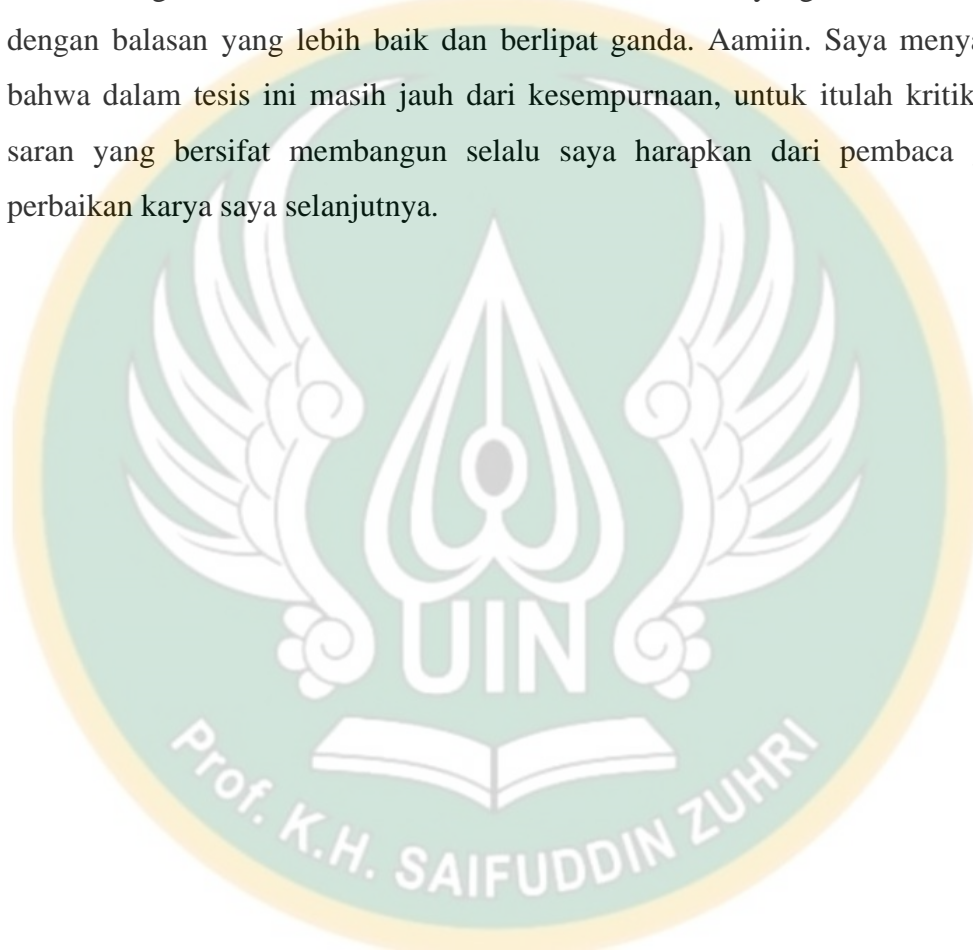 dengan balasan yang lebih baik dan berlipat ganda. Aamiin. Saya menya
bahwa dalam tesis ini masih jauh dari kesempurnaan, untuk itulah kritik
saran yang bersifat membangun selalu saya harapkan dari pembaca
perbaikan karya saya selanjutnya.
UIN
Prof. K.H. SAIFUDDIN ZUHRI